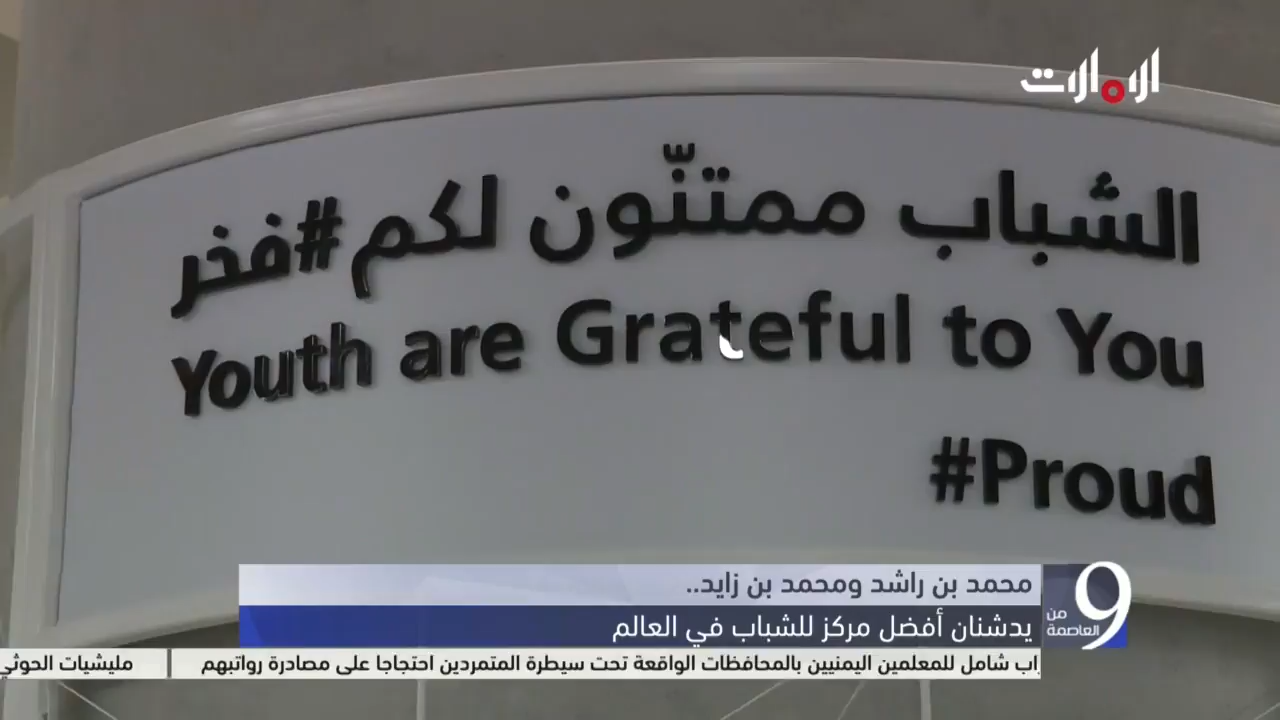 الإمارات
الشباب ممتنّون لكم #فخر
Youth are Grateful to You
#Proud
محمد بن راشد ومحمد بن زايد..
يدشنان أفضل مركز للشباب في العالم
9 من العاصمة
شامل للمعلمين اليمنيين بالمحافظات الواقعة تحت سيطرة المتمردين احتجاجا على مصادرة رواتبهم | مليشيات الحوثي